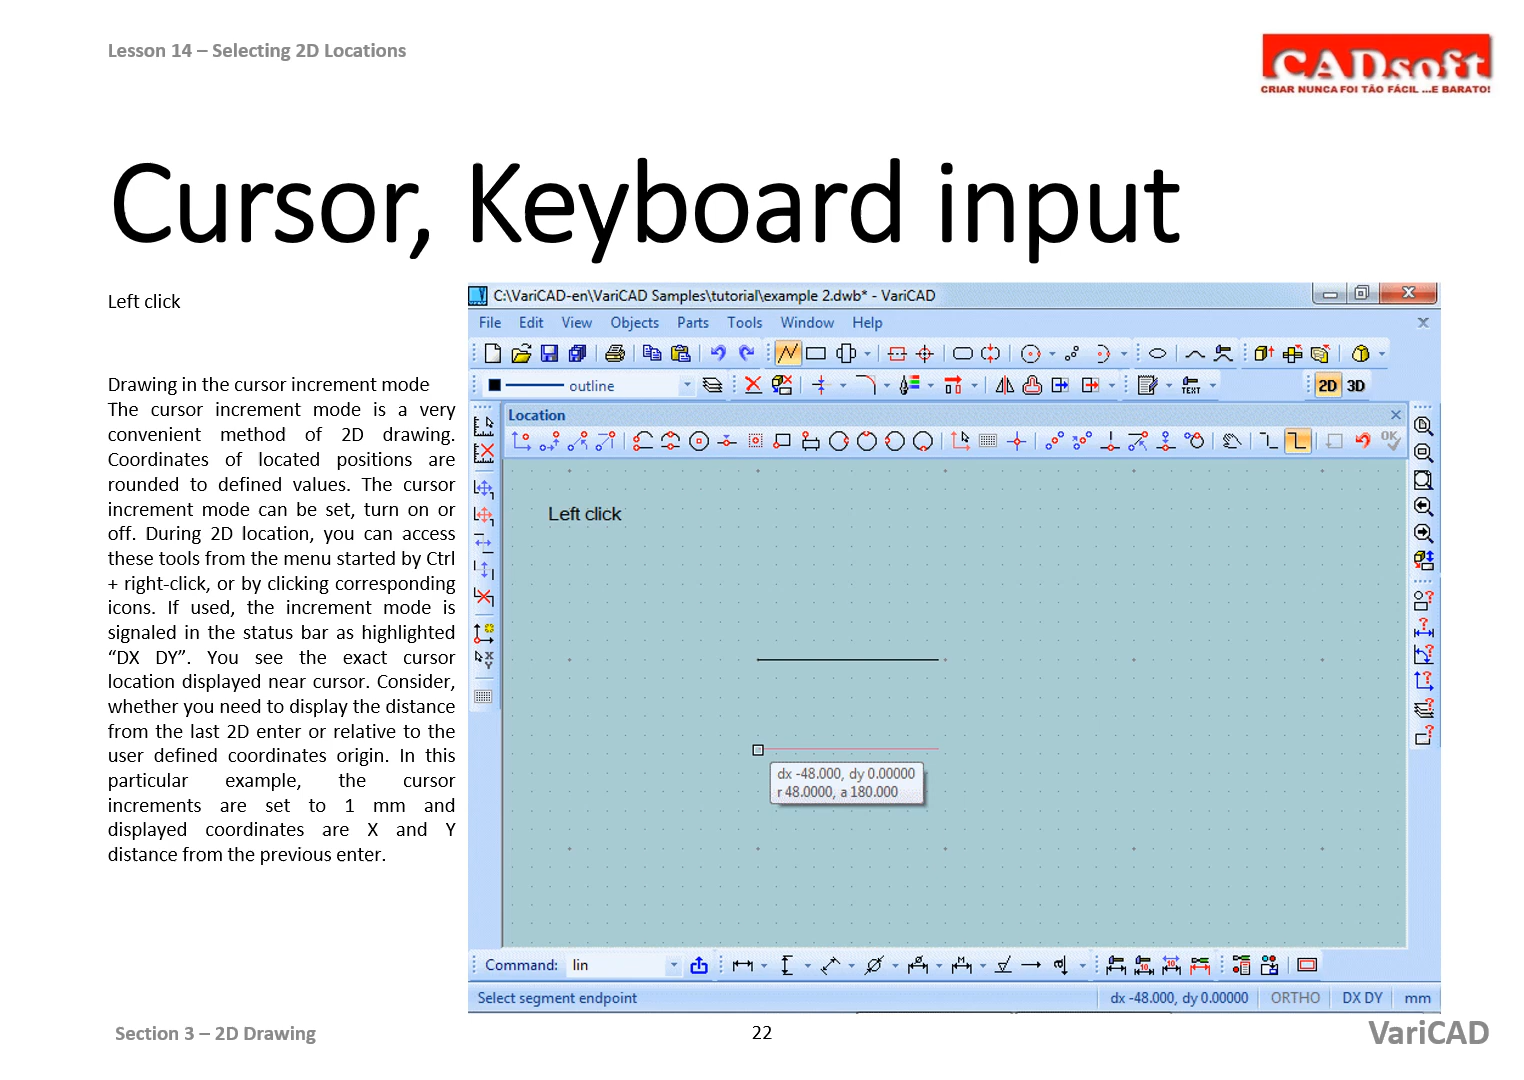 Lesson 14 – Selecting 2D Locations
CADsoft
CRIAR NUNCA FOI TÃO FÁCIL ...E BARATO!
Cursor, Keyboard input
Left click
Drawing in the cursor increment mode
The cursor increment mode is a very
convenient method of 2D drawing.
Coordinates of located positions are
rounded to defined values. The cursor
increment mode can be set, turn on or
off. During 2D location, you can access
these tools from the menu started by Ctrl
+ right-click, or by clicking corresponding
icons. If used, the increment mode is
signaled in the status bar as highlighted
“DX DY”. You see the exact cursor
location displayed near cursor. Consider,
whether you need to display the distance
from the last 2D enter or relative to the
user defined coordinates origin. In this
particular example, the cursor
increments are set to 1 mm and
displayed coordinates are X and Y
distance from the previous enter.
C:\VariCAD-en\VariCAD Samples\tutorial\example 2.dwb* - VariCAD
File Edit View Objects Parts Tools Window Help
outline
TEXT
2D 3D
Location
OK
Left click
dx -48.000, dy 0.00000
r 48.0000, a 180.000
Command: lin
Select segment endpoint
dx -48.000, dy 0.00000 ORTHO DX DY mm
Section 3 – 2D Drawing
22
VariCAD